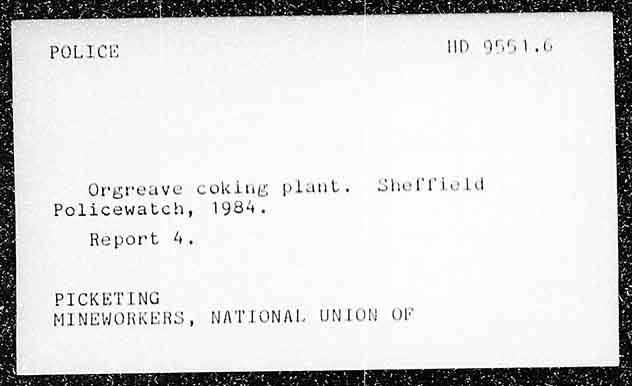 POLICE HD 9551.6
Orgreave coking plant. Sheffield
Policewatch, 1984.
Report 4.
PICKETING
MINEWORKERS, NATIONAL UNION OF